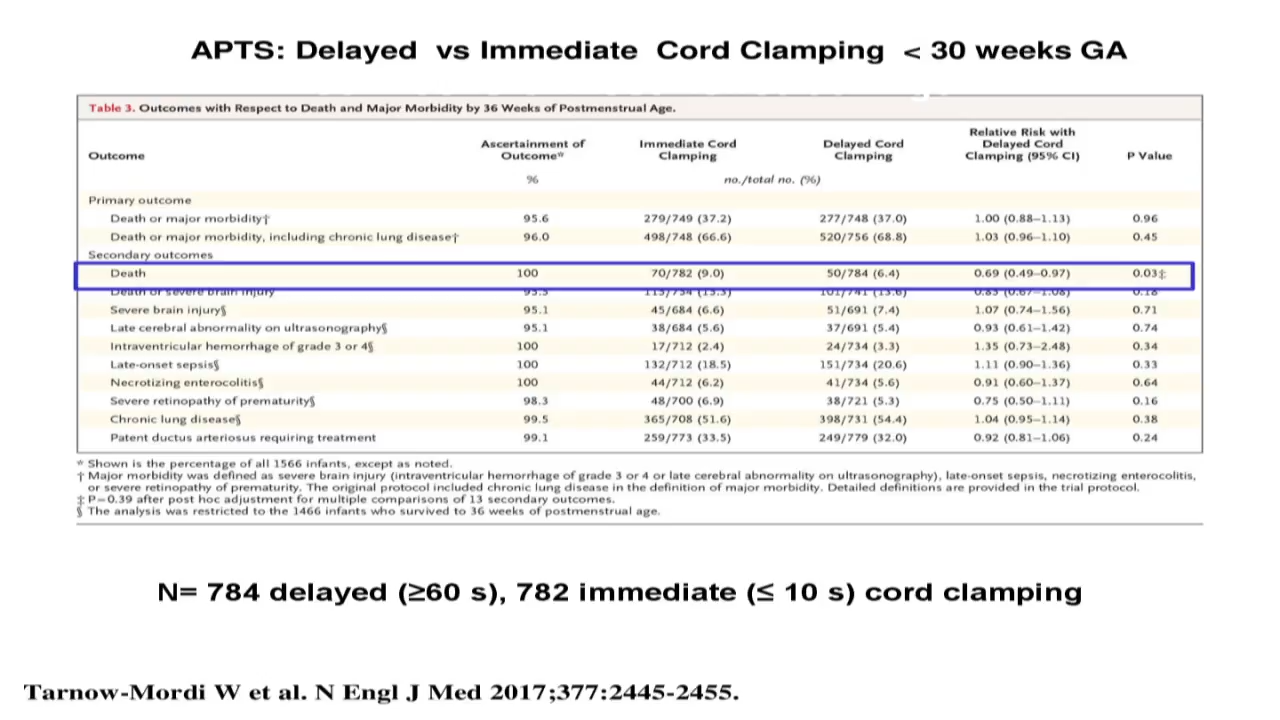 APTS: Delayed vs Immediate Cord Clamping < 30 weeks GA
Table 3. Outcomes with Respect to Death and Major Morbidity by 36 Weeks of Postmenstrual Age.
Outcome Ascertainment of Outcome* Immediate Cord Clamping Delayed Cord Clamping Relative Risk with Delayed Cord Clamping (95% CI) P Value
% no./total no. (%)
Primary outcome
Death or major morbidity† 95.6 279/749 (37.2) 277/748 (37.0) 1.00 (0.88–1.13) 0.96
Death or major morbidity, including chronic lung disease† 96.0 498/748 (66.6) 520/756 (68.8) 1.03 (0.96–1.10) 0.45
Secondary outcomes
Death 100 70/782 (9.0) 50/784 (6.4) 0.69 (0.49–0.97) 0.03‡
Death or severe brain injury
Severe brain injury§ 95.1 45/684 (6.6) 51/691 (7.4) 1.07 (0.74–1.56) 0.71
Late cerebral abnormality on ultrasonography§ 95.1 38/684 (5.6) 37/691 (5.4) 0.93 (0.61–1.42) 0.74
Intraventricular hemorrhage of grade 3 or 4§ 100 17/712 (2.4) 24/734 (3.3) 1.35 (0.73–2.48) 0.34
Late-onset sepsis§ 100 132/712 (18.5) 151/734 (20.6) 1.11 (0.90–1.36) 0.33
Necrotizing enterocolitis§ 100 44/712 (6.2) 41/734 (5.6) 0.91 (0.60–1.37) 0.64
Severe retinopathy of prematurity§ 98.3 48/700 (6.9) 38/721 (5.3) 0.75 (0.50–1.11) 0.16
Chronic lung disease§ 99.5 365/708 (51.6) 398/731 (54.4) 1.04 (0.95–1.14) 0.38
Patent ductus arteriosus requiring treatment 99.1 259/773 (33.5) 249/779 (32.0) 0.92 (0.81–1.06) 0.24
* Shown is the percentage of all 1566 infants, except as noted.
† Major morbidity was defined as severe brain injury (intraventricular hemorrhage of grade 3 or 4 or late cerebral abnormality on ultrasonography), late-onset sepsis, necrotizing enterocolitis,
or severe retinopathy of prematurity. The original protocol included chronic lung disease in the definition of major morbidity. Detailed definitions are provided in the trial protocol.
‡ P=0.39 after post hoc adjustment for multiple comparisons of 13 secondary outcomes.
§ The analysis was restricted to the 1466 infants who survived to 36 weeks of postmenstrual age.
N= 784 delayed (≥60 s), 782 immediate (≤ 10 s) cord clamping
Tarnow-Mordi W et al. N Engl J Med 2017;377:2445-2455.